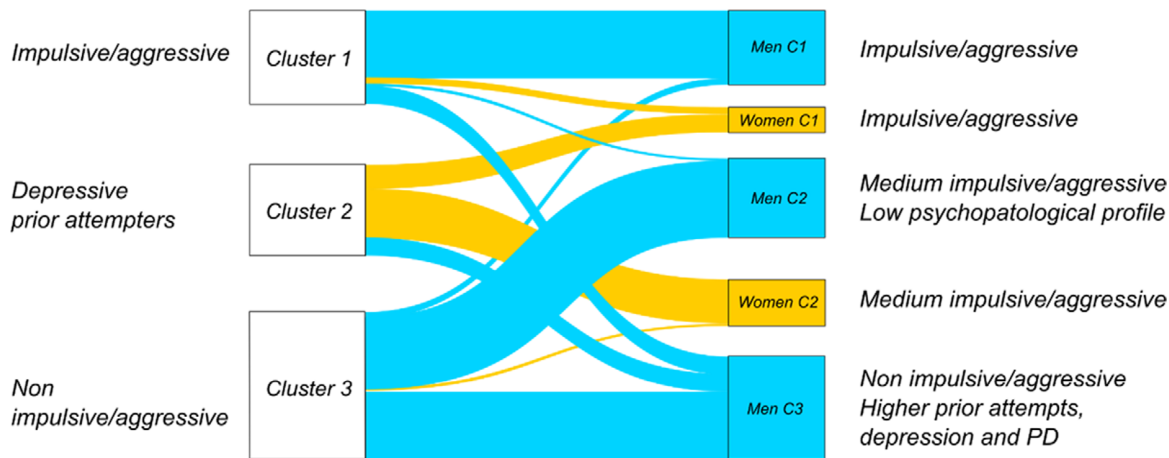 Impulsive/aggressive
Cluster 1
Men C1
Impulsive/aggressive
Women C1
Impulsive/aggressive
Depressive
prior attempters
Cluster 2
Men C2
Medium impulsive/aggressive
Low psychopatological profile
Women C2
Medium impulsive/aggressive
Non
impulsive/aggressive
Cluster 3
Men C3
Non impulsive/aggressive
Higher prior attempts,
depression and PD